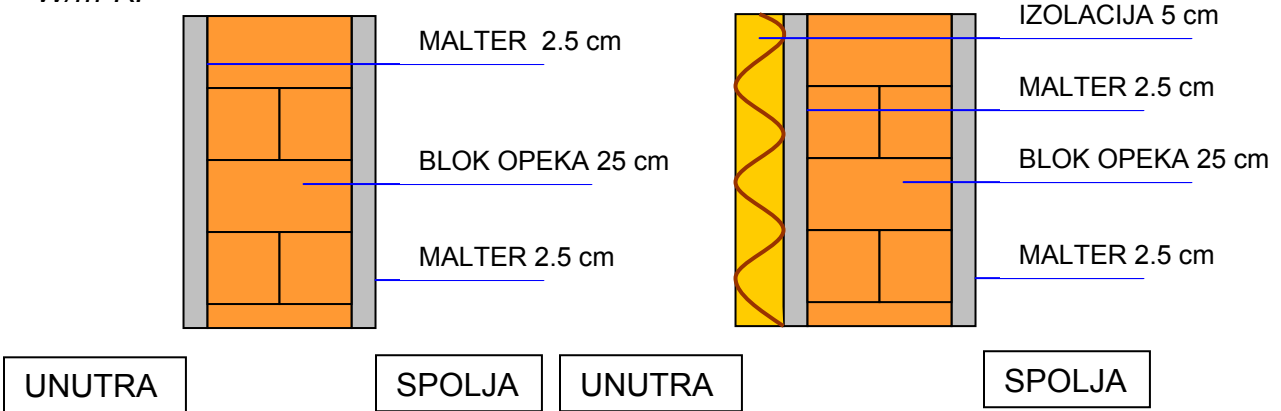 MALTER 2.5 cm
BLOK OPEKA 25 cm
MALTER 2.5 cm
UNUTRA
SPOLJA
IZOLACIJA 5 cm
MALTER 2.5 cm
BLOK OPEKA 25 cm
MALTER 2.5 cm
UNUTRA
SPOLJA